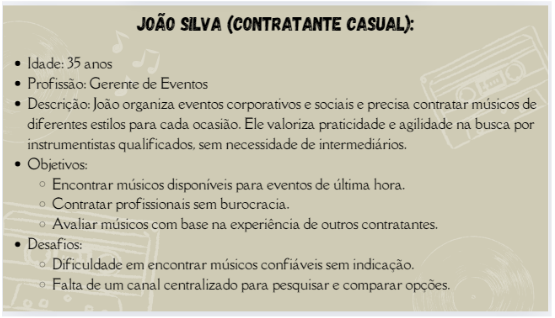 JOÃO SILVA (CONTRATANTE CASUAL):
• Idade: 35 anos
• Profissão: Gerente de Eventos
• Descrição: João organiza eventos corporativos e sociais e precisa contratar músicos de
diferentes estilos para cada ocasião. Ele valoriza praticidade e agilidade na busca por
instrumentistas qualificados, sem necessidade de intermediários.
• Objetivos:
○ Encontrar músicos disponíveis para eventos de última hora.
○ Contratar profissionais sem burocracia.
○ Avaliar músicos com base na experiência de outros contratantes.
• Desafios:
○ Dificuldade em encontrar músicos confiáveis sem indicação.
○ Falta de um canal centralizado para pesquisar e comparar opções.